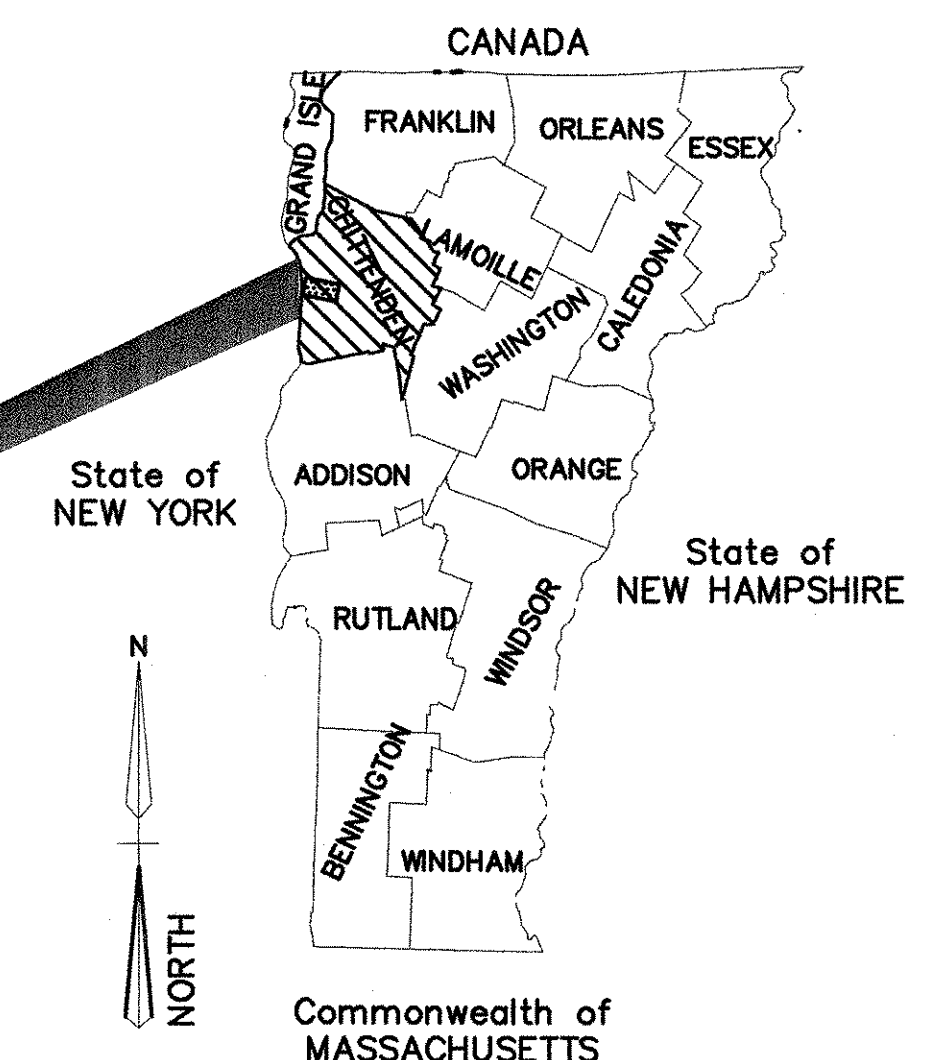 CANADA
GRAND ISLE
FRANKLIN
ORLEANS
ESSEX
CHITTENDEN
LAMOILLE
CALEDONIA
WASHINGTON
State of
NEW YORK
ADDISON
ORANGE
State of
NEW HAMPSHIRE
RUTLAND
WINDSOR
N
BENNINGTON
WINDHAM
NORTH
Commonwealth of
MASSACHUSETTS